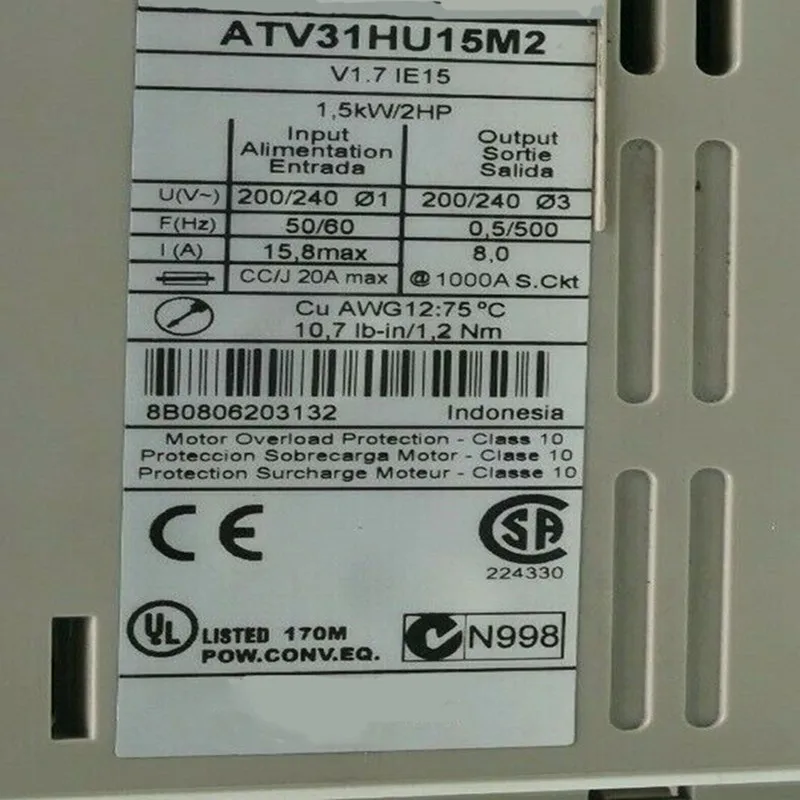 ATV31HU15M2
V1.7 IE15
1,5kW/2HP
Input Output
Alimentation Sortie
Entrada Salida
U(V~) 200/240 Ø1 200/240 Ø3
F(Hz) 50/60 0,5/500
I (A) 15,8max 8,0
CC/J 20A max @ 1000A S.Ckt
Cu AWG12:75 ºC
10,7 lb-in/1,2 Nm
8B0806203132 Indonesia
Motor Overload Protection - Class 10
Proteccion Sobrecarga Motor - Clase 10
Protection Surcharge Moteur - Classe 10
CE SA
224330
UL LISTED 170M N998
POW.CONV.EQ.